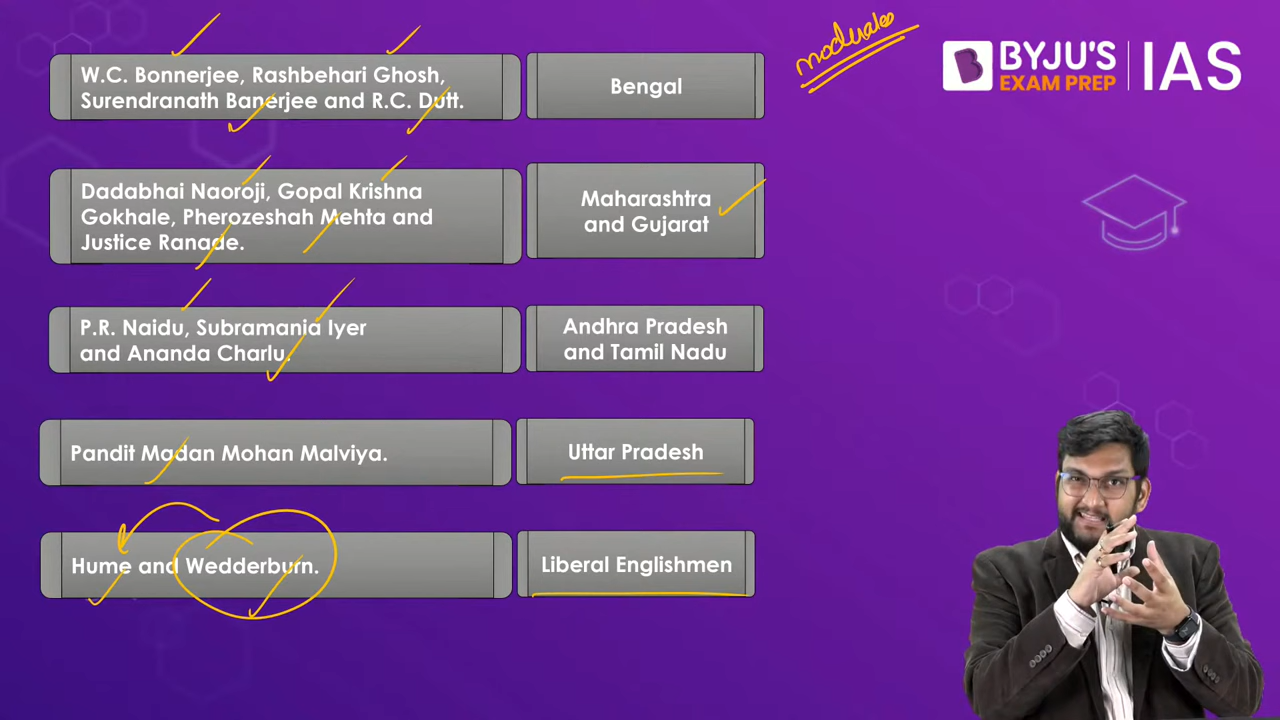 moduales
BYJU'S
EXAM PREP
IAS
W.C. Bonnerjee, Rashbehari Ghosh,
Surendranath Banerjee and R.C. Dutt.
Bengal
Dadabhai Naoroji, Gopal Krishna
Gokhale, Pherozeshah Mehta and
Justice Ranade.
Maharashtra
and Gujarat
P.R. Naidu, Subramania Iyer
and Ananda Charlu.
Andhra Pradesh
and Tamil Nadu
Pandit Madan Mohan Malviya.
Uttar Pradesh
Hume and Wedderburn.
Liberal Englishmen